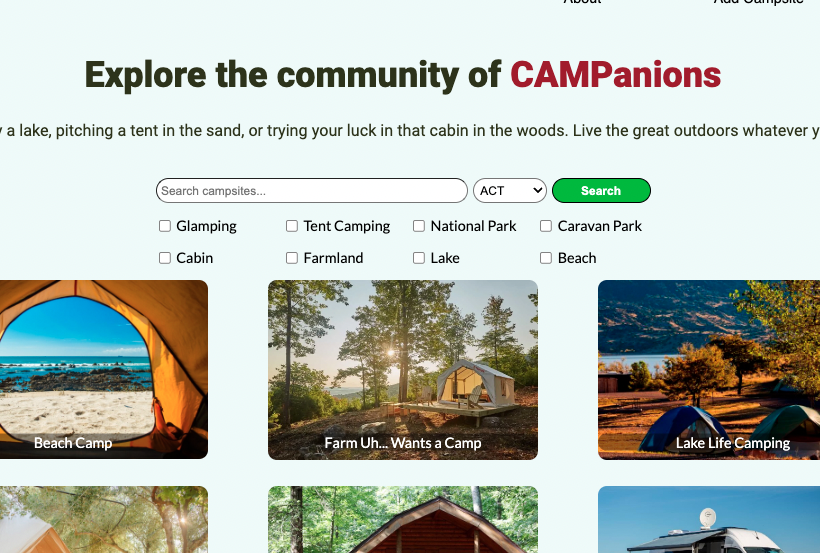 About Add Campsite
Explore the community of CAMPanions
a lake, pitching a tent in the sand, or trying your luck in that cabin in the woods. Live the great outdoors whatever
Search campsites... ACT Search
Glamping Tent Camping National Park Caravan Park
Cabin Farmland Lake Beach
Beach Camp Farm Uh... Wants a Camp Lake Life Camping